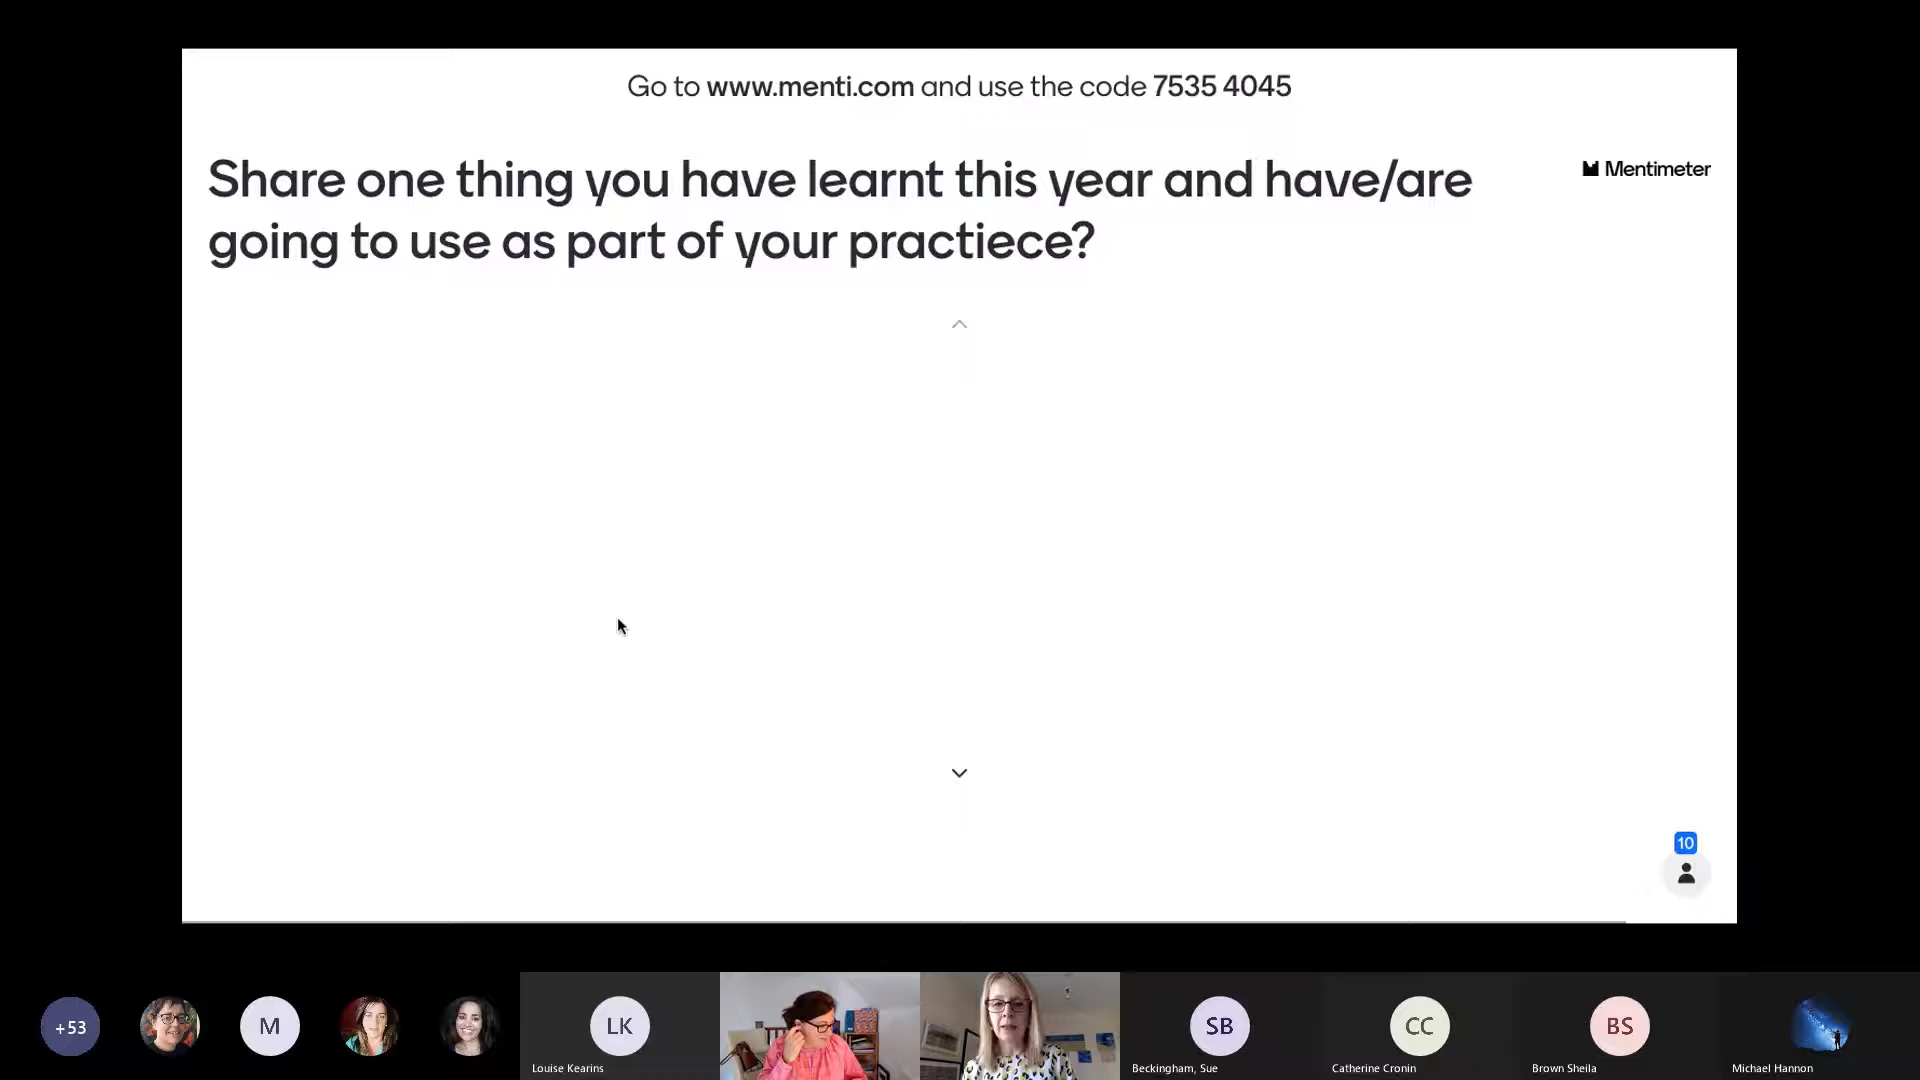 Go to www.menti.com and use the code 7535 4045
Share one thing you have learnt this year and have/are
going to use as part of your practiece?
Mentimeter
10
+53
M
LK
Louise Kearins
SB
Beckingham, Sue
CC
Catherine Cronin
BS
Brown Sheila
Michael Hannon